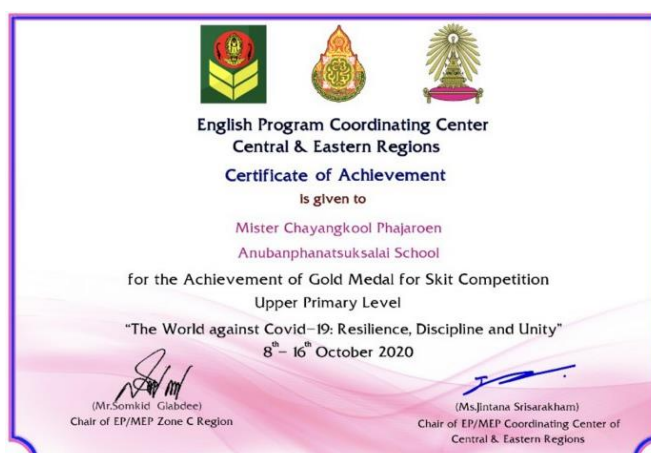 English Program Coordinating Center
Central & Eastern Regions
Certificate of Achievement
is given to
Mister Chayangkool Phajaroen
Anubanphanatsuksalai School
for the Achievement of Gold Medal for Skit Competition
Upper Primary Level
"The World against Covid-19: Resilience, Discipline and Unity"
8th - 16th October 2020
(Mr.Somkid Glabdee)
Chair of EP/MEP Zone C Region
(Ms.Jintana Srisarakham)
Chair of EP/MEP Coordinating Center of
Central & Eastern Regions